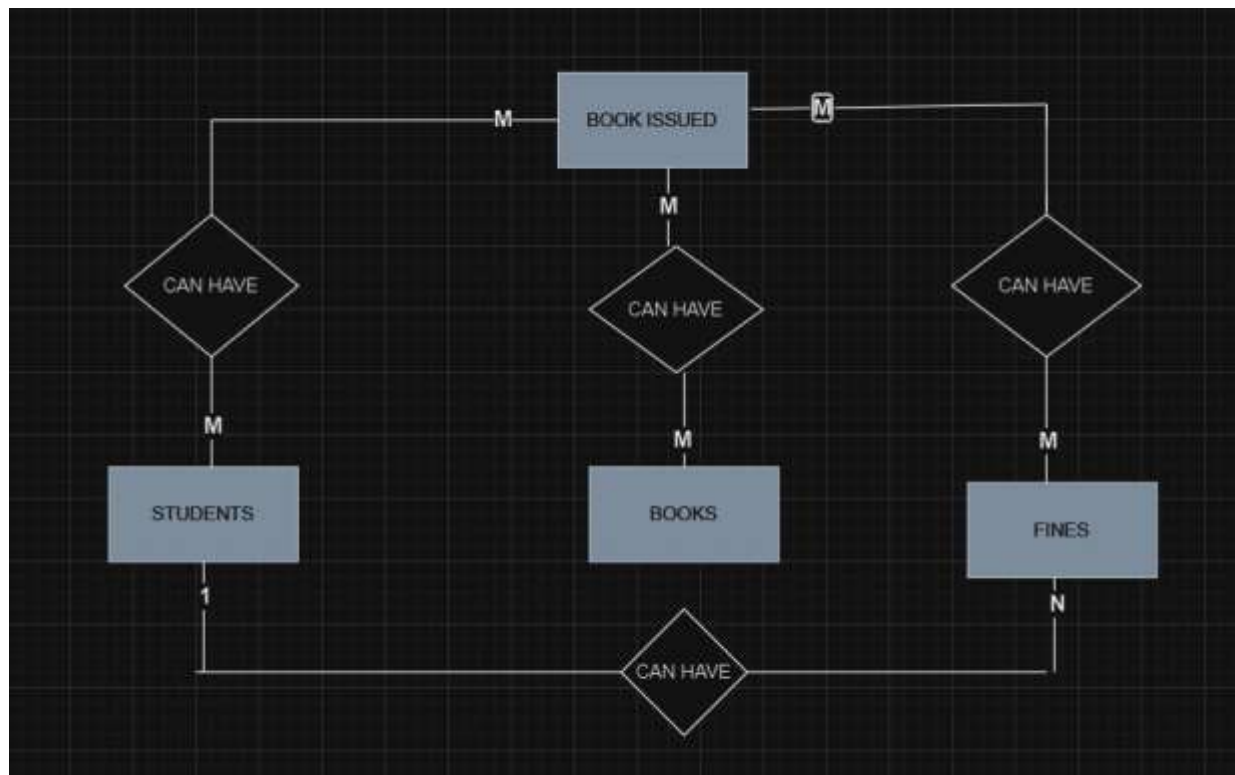 BOOK ISSUED
M
M
M
CAN HAVE
CAN HAVE
CAN HAVE
M
M
M
STUDENTS
BOOKS
FINES
1
N
CAN HAVE